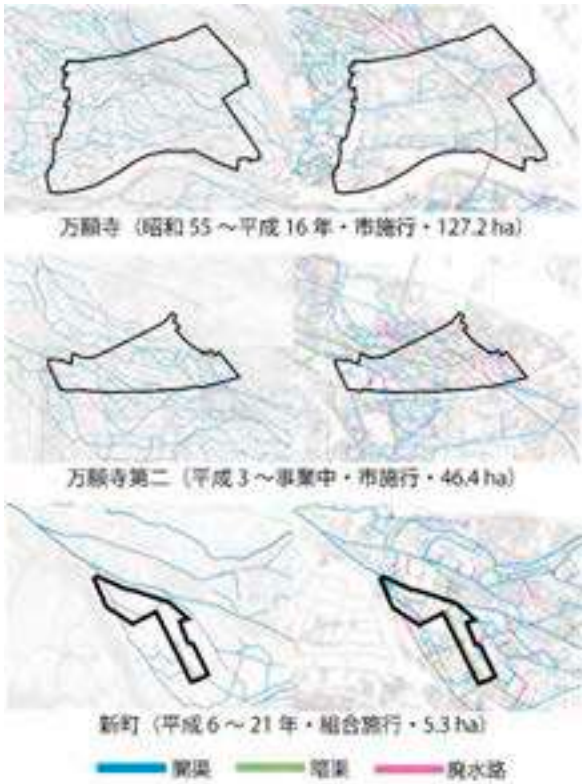 万願寺（昭和 55 ～平成 16 年・市施行・127.2 ha）
万願寺第二（平成 3 ～事業中・市施行・46.4 ha）
新町（平成 6 ～ 21 年・組合施行・5.3 ha）
開渠 暗渠 廃水路